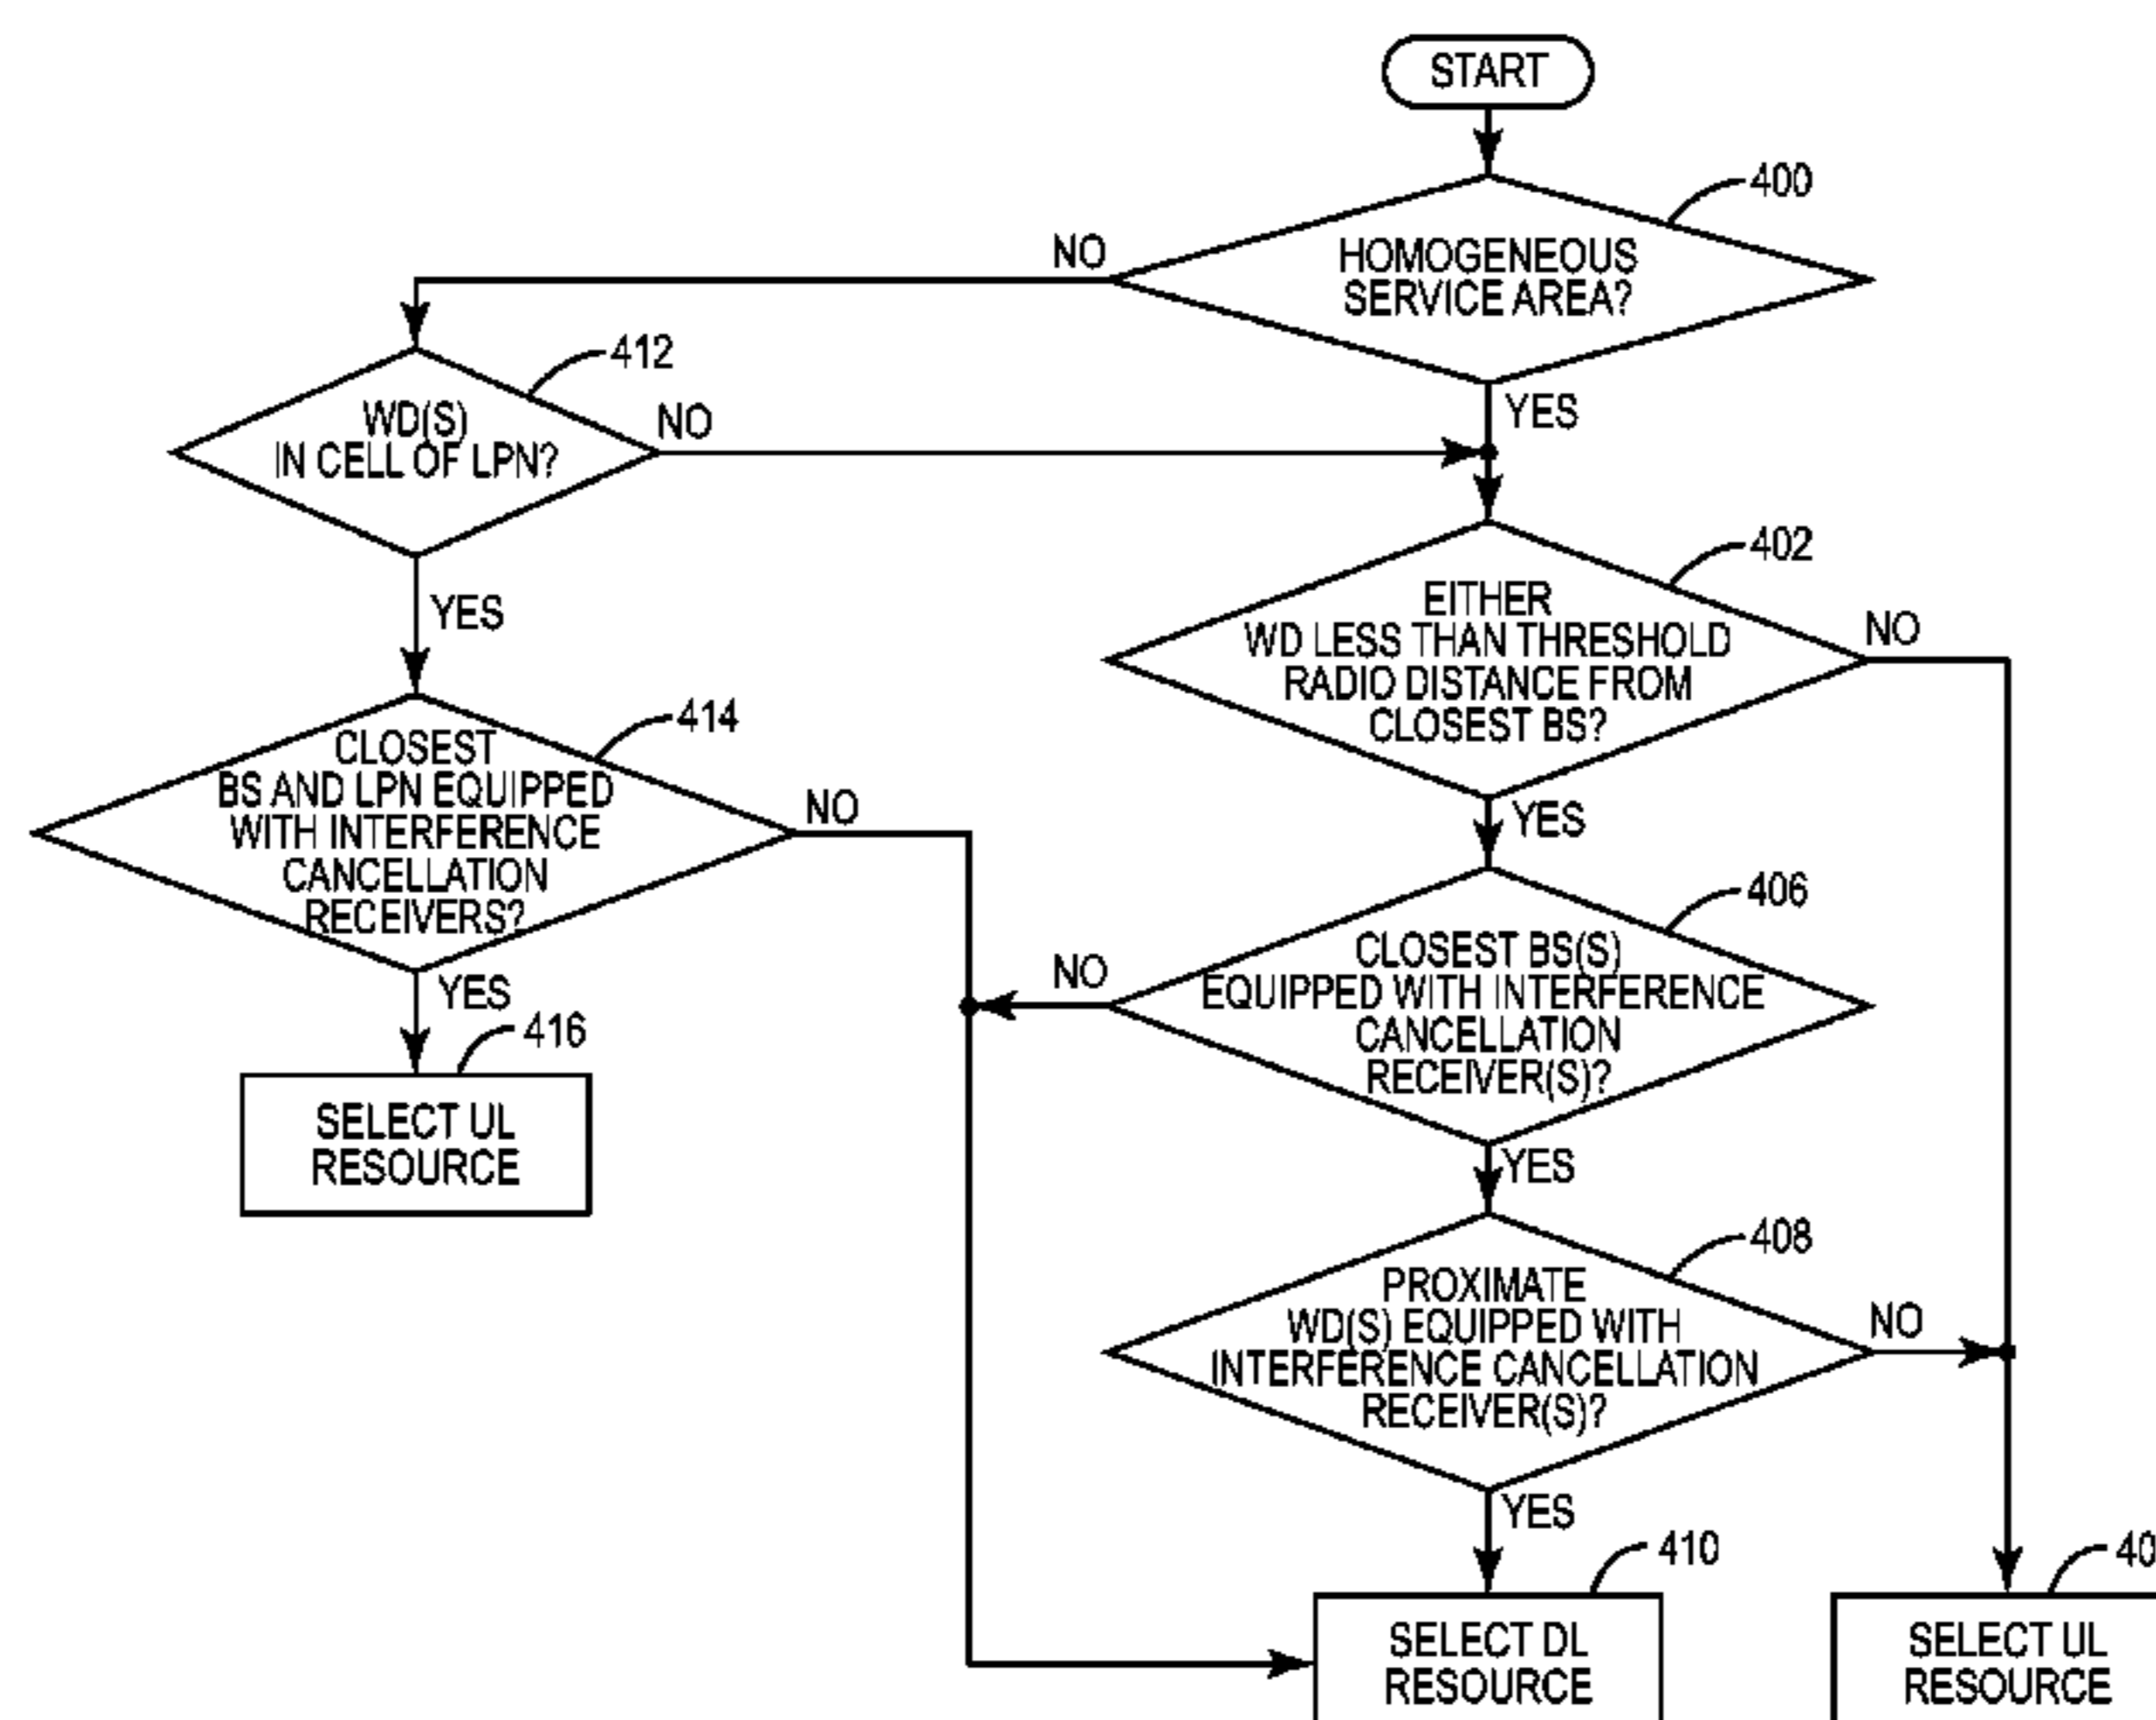 START
400
HOMOGENEOUS
SERVICE AREA?
NO
YES
412
WD(S)
IN CELL OF LPN?
NO
YES
402
EITHER
WD LESS THAN THRESHOLD
RADIO DISTANCE FROM
CLOSEST BS?
NO
YES
414
CLOSEST
BS AND LPN EQUIPPED
WITH INTERFERENCE
CANCELLATION
RECEIVERS?
NO
YES
406
CLOSEST BS(S)
EQUIPPED WITH INTERFERENCE
CANCELLATION
RECEIVER(S)?
NO
YES
416
SELECT UL
RESOURCE
408
PROXIMATE
WD(S) EQUIPPED WITH
INTERFERENCE CANCELLATION
RECEIVER(S)?
NO
YES
410
SELECT DL
RESOURCE
SELECT UL
RESOURCE